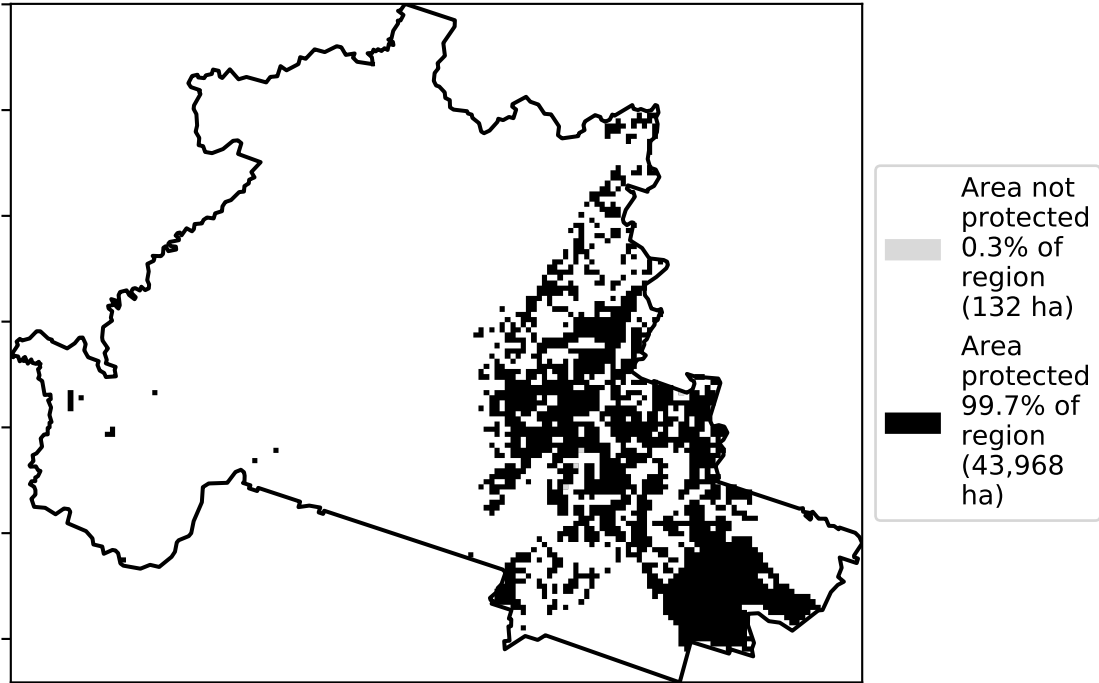 Area not
protected
0.3% of
region
(132 ha)
Area
protected
99.7% of
region
(43,968
ha)